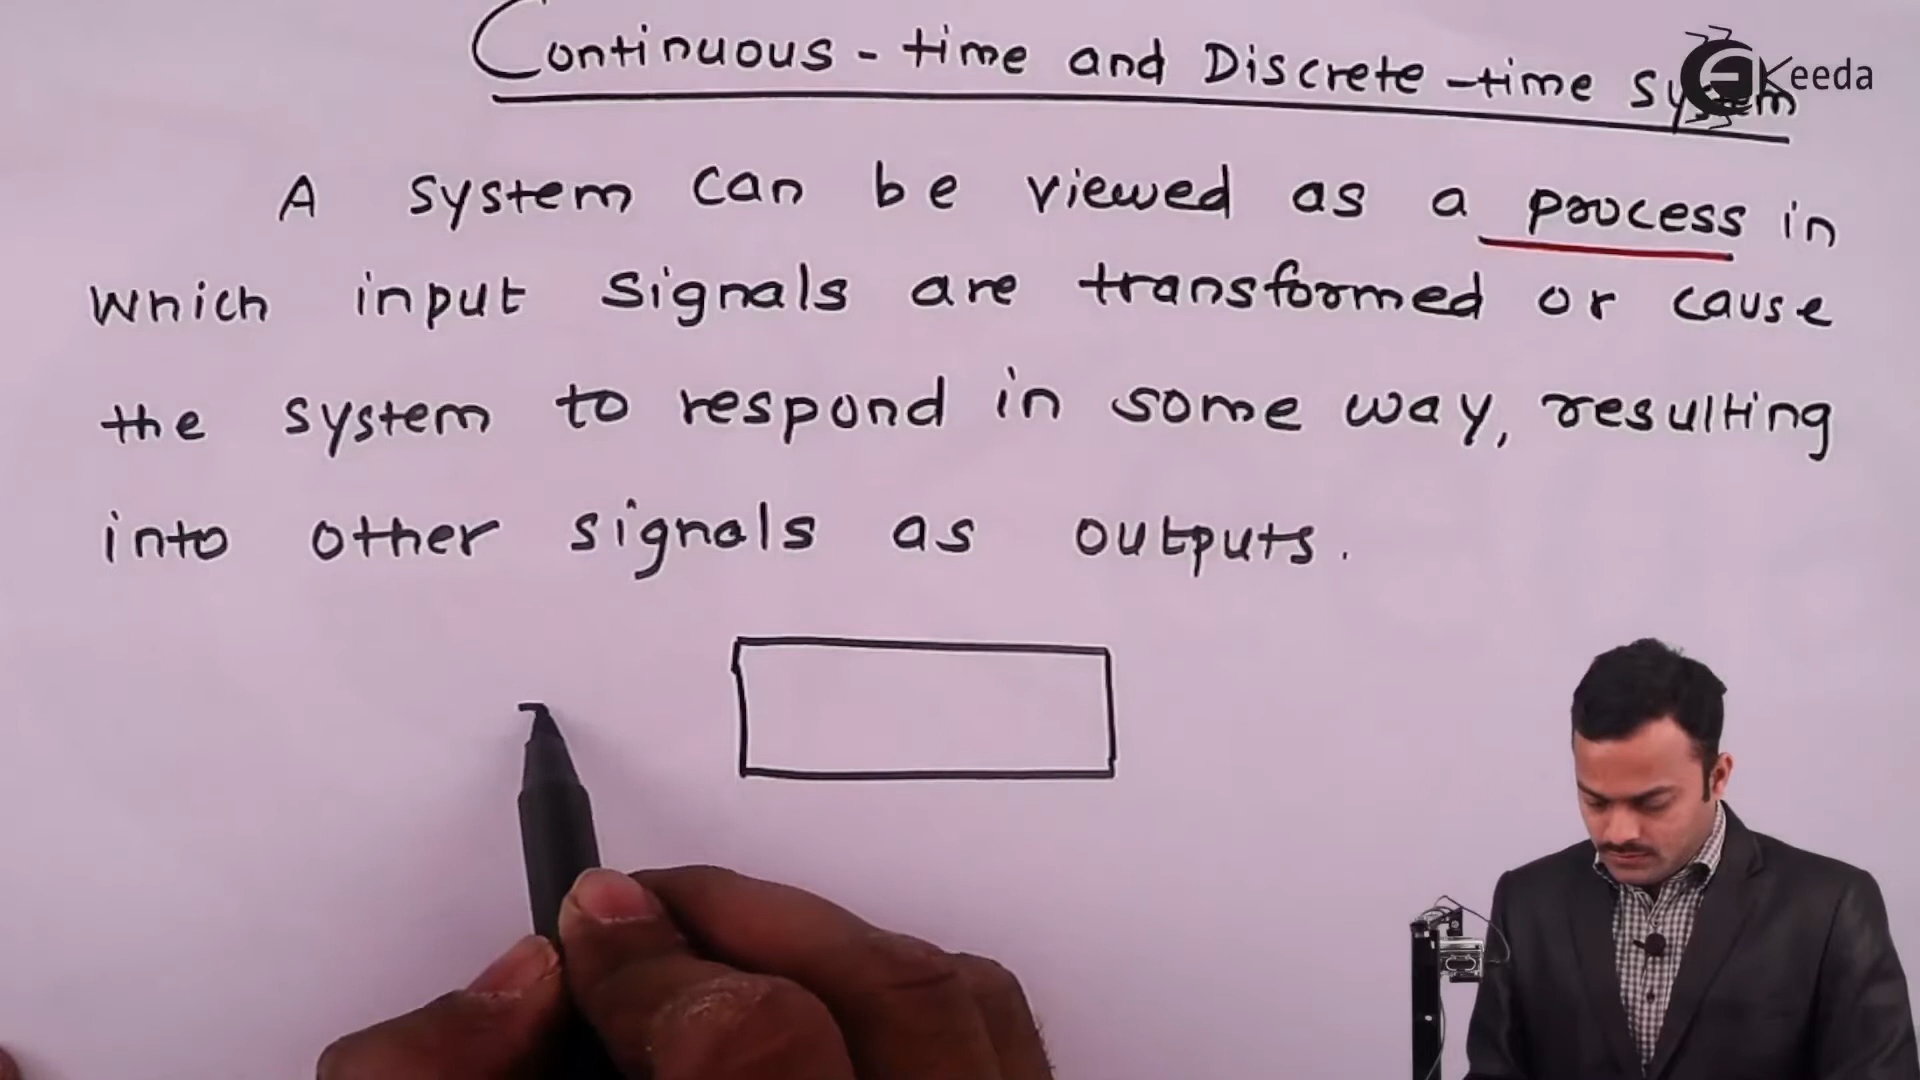 Continuous - time and Discrete - time system
Keeda
A system can be viewed as a process in
which input signals are transformed or cause
the system to respond in some way, resulting
into other signals as outputs.